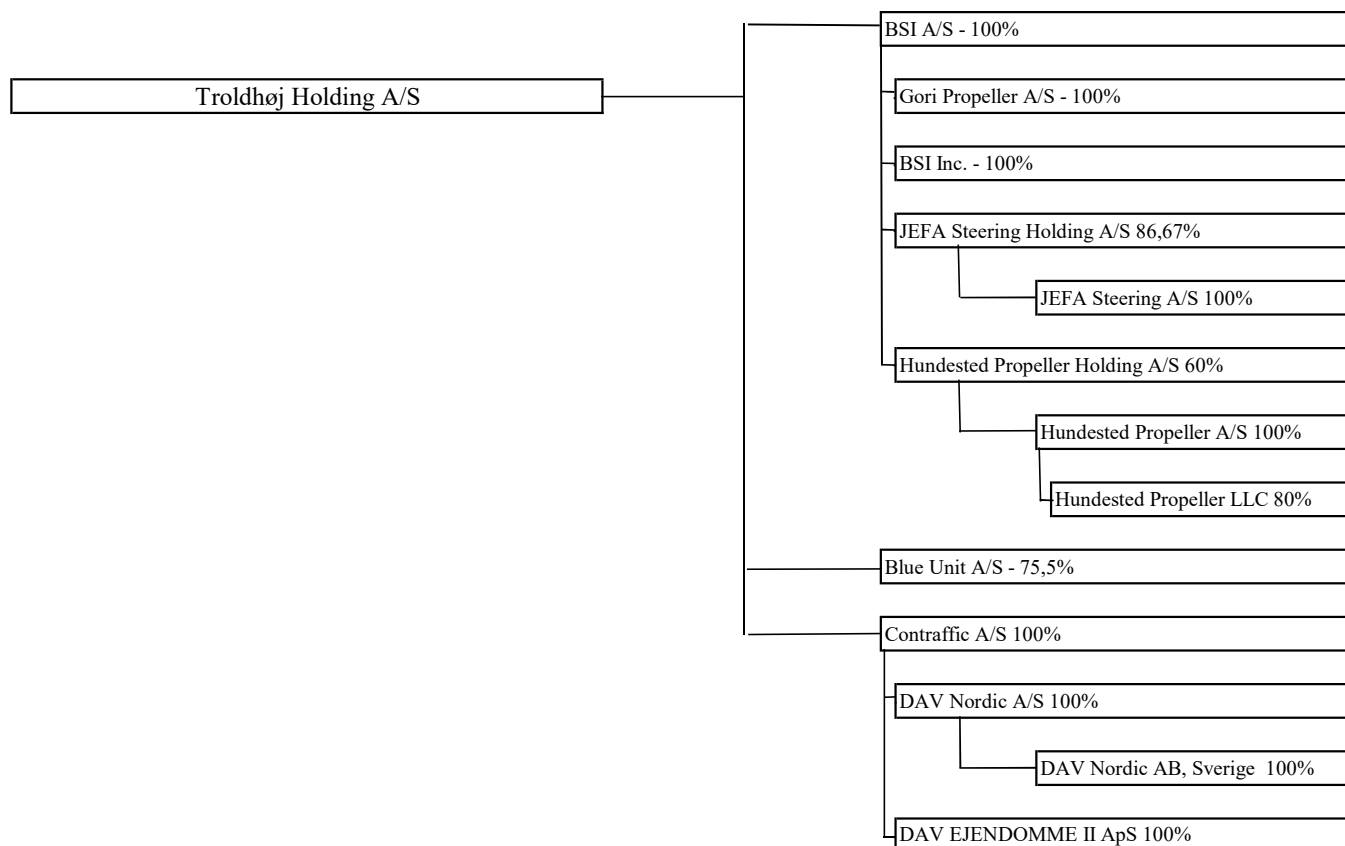 BSI A/S - 100%
Troldhøj Holding A/S
Gori Propeller A/S - 100%
BSI Inc. - 100%
JEFA Steering Holding A/S 86,67%
JEFA Steering A/S 100%
Hundested Propeller Holding A/S 60%
Hundested Propeller A/S 100%
Hundested Propeller LLC 80%
Blue Unit A/S - 75,5%
Contraffic A/S 100%
DAV Nordic A/S 100%
DAV Nordic AB, Sverige  100%
DAV EJENDOMME II ApS 100%